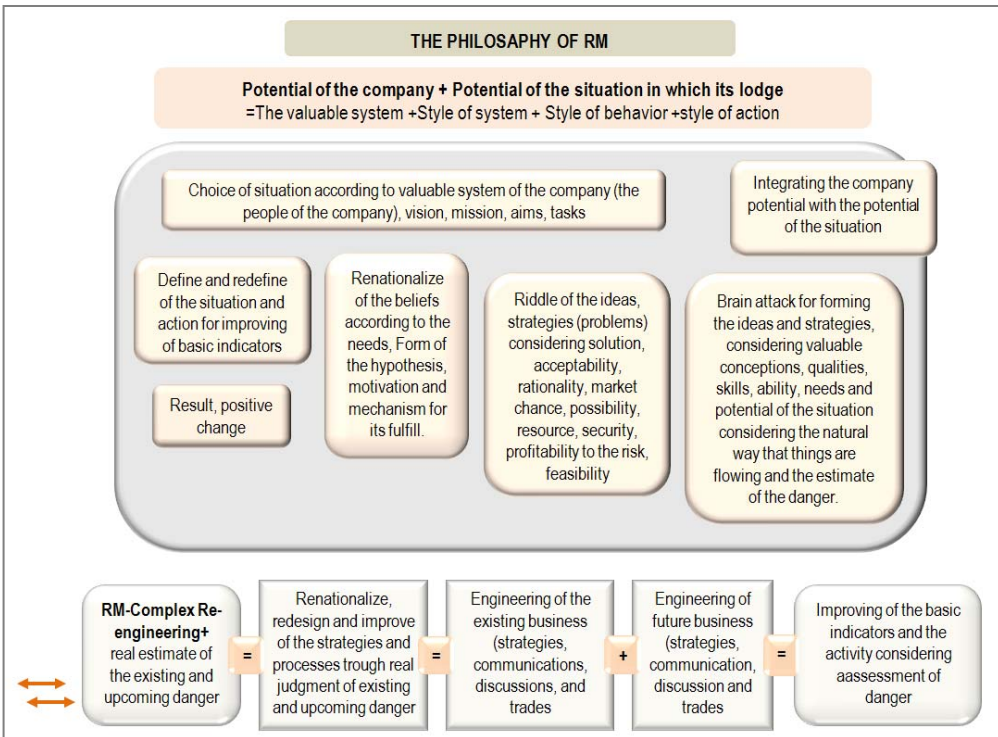 THE PHILOSAPHY OF RM
Potential of the company + Potential of the situation in which its lodge
=The valuable system +Style of system + Style of behavior +style of action
Choice of situation according to valuable system of the company (the
people of the company), vision, mission, aims, tasks
Integrating the
company potential with the potential
of the situation
Define and redefine
of the situation and
action for improving
of basic indicators
Result, positive
change
Renationalize
of the beliefs
according to the
needs, Form of
the hypothesis,
motivation and
mechanism for
its fulfill.
Riddle of the ideas,
strategies (problems)
considering solution,
acceptability,
rationality, market
chance, possibility,
resource, security,
profitability to the risk,
feasibility
Brain attack for forming
the ideas and strategies,
considering valuable
conceptions, qualities,
skills, ability, needs and
potential of the situation
considering the natural
way that things are
flowing and the estimate
of the danger.
RM-Complex Re-
engineering+
real estimate of
the existing and
upcoming danger
=
Renationalize,
redesign and improve
of the strategies and
processes trough real
judgment of existing
and upcoming danger
=
Engineering of the
existing business
(strategies,
communications,
discussions, and
trades
+
Engineering of
future business
(strategies,
communication,
discussion and
trades
=
Improving of the basic
indicators and the
activity considering
aassessment of
danger